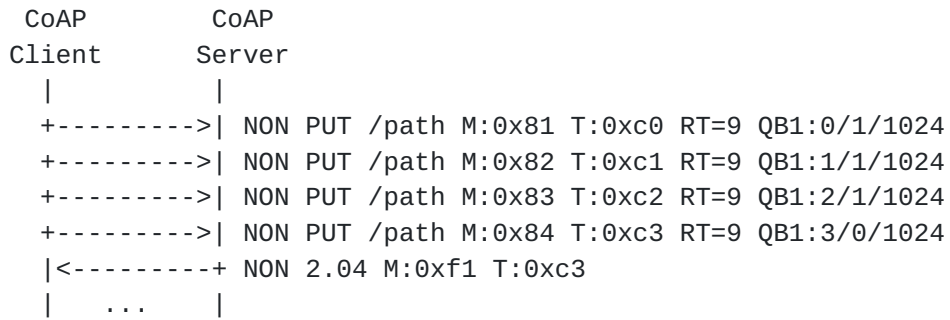 CoAP        CoAP
Client      Server
  |          |
  +--------->| NON PUT /path M:0x81 T:0xc0 RT=9 QB1:0/1/1024
  +--------->| NON PUT /path M:0x82 T:0xc1 RT=9 QB1:1/1/1024
  +--------->| NON PUT /path M:0x83 T:0xc2 RT=9 QB1:2/1/1024
  +--------->| NON PUT /path M:0x84 T:0xc3 RT=9 QB1:3/0/1024
  |<---------+ NON 2.04 M:0xf1 T:0xc3
  |   ...    |